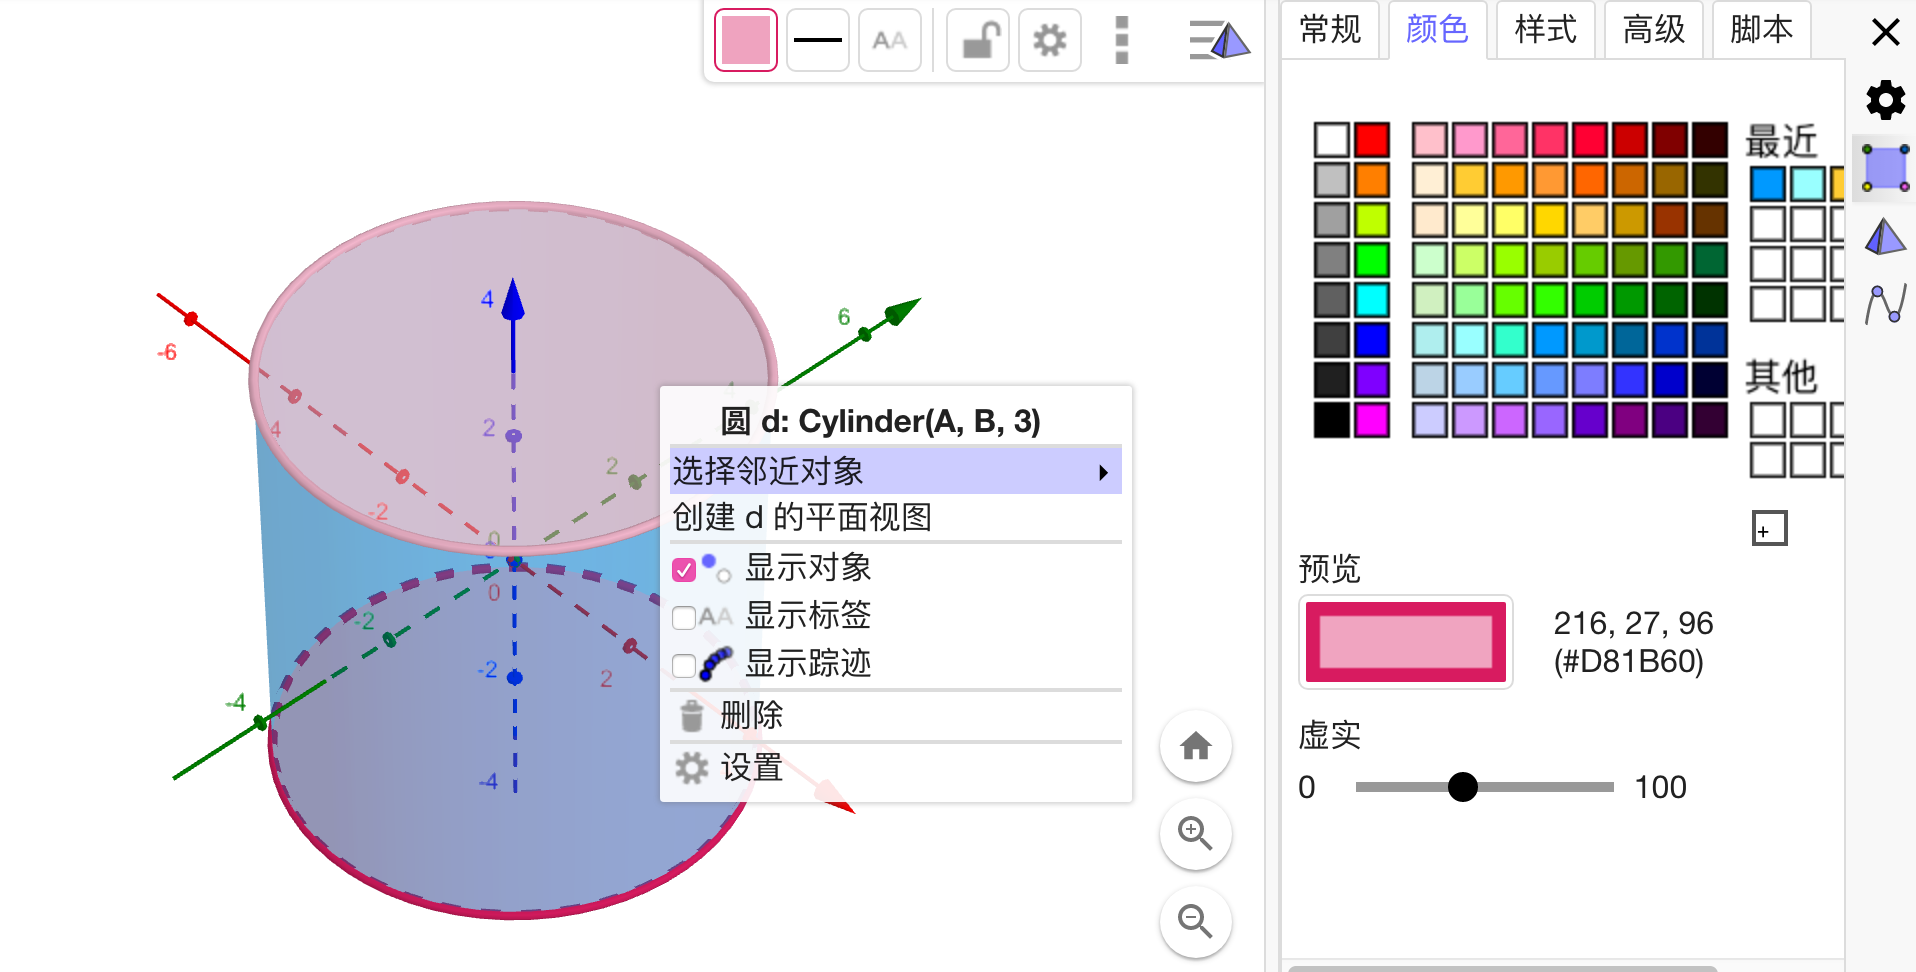 AA
常规
颜色
样式
高级
脚本
最近
其他
+
预览
216, 27, 96
(#D81B60)
虚实
0
100
圆 d: Cylinder(A, B, 3)
选择邻近对象
创建 d 的平面视图
显示对象
AA 显示标签
显示踪迹
删除
设置
4
6
-6
4
4
2
2
-2
0
0
-2
-2
2
-4
-4